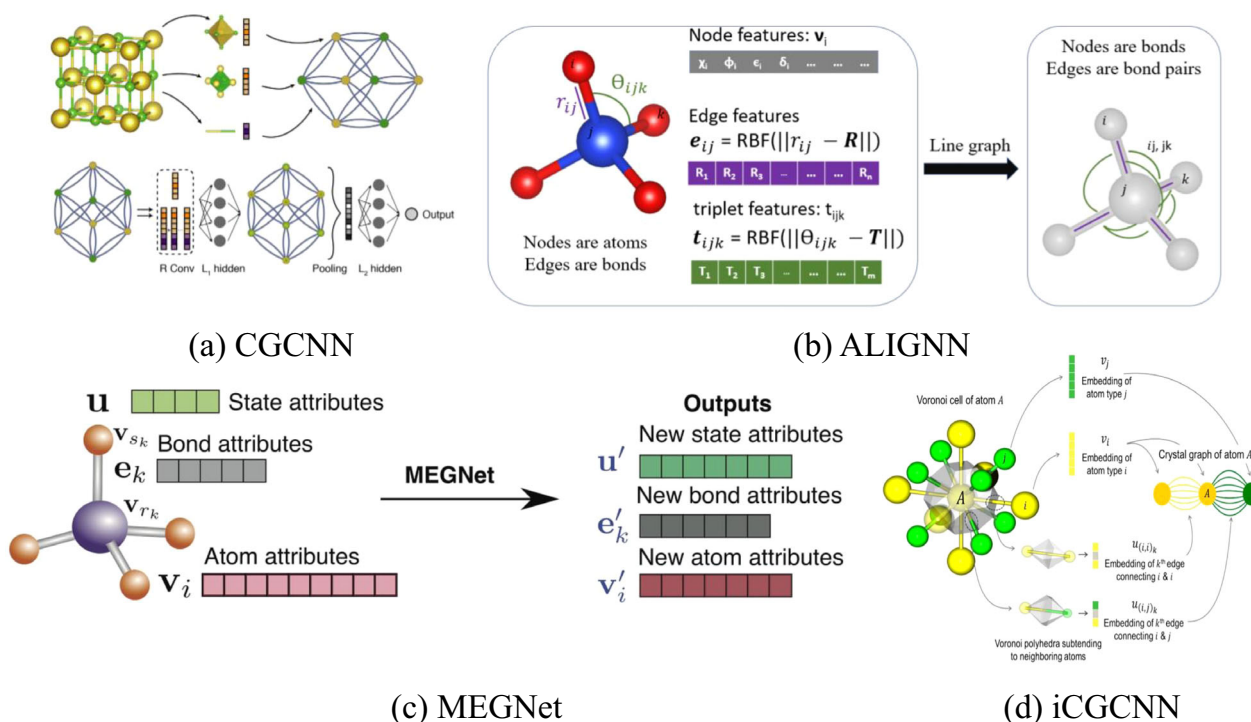 R Conv
L₁ hidden
Pooling
L₂ hidden
Output
(a) CGCNN
i
θijk
rij
j
k
Nodes are atoms
Edges are bonds
Node features: vi
χi ϕi ϵi δi ... ... ...
Edge features
eij = RBF(||rij − R||)
R₁ R₂ R₃ ... ... ... Rn
triplet features: tijk
tijk = RBF(||Θijk − T||)
T₁ T₂ T₃ ... ... ... Tm
Line graph
Nodes are bonds
Edges are bond pairs
i
ij, jk
j
k
(b) ALIGNN
u
State attributes
vsk
Bond attributes
ek
vrk
Atom attributes
vi
MEGNet
Outputs
New state attributes
u′
New bond attributes
e′k
New atom attributes
v′i
(c) MEGNet
Voronoi cell of atom A
j
A
i
vj
Embedding of
atom type j
vi
Embedding of
atom type i
Crystal graph of atom A
A
u(i,i)k
Embedding of kth edge
connecting i & i
u(i,j)k
Embedding of kth edge
connecting i & j
Voronoi polyhedra subtending
to neighboring atoms
(d) iCGCNN